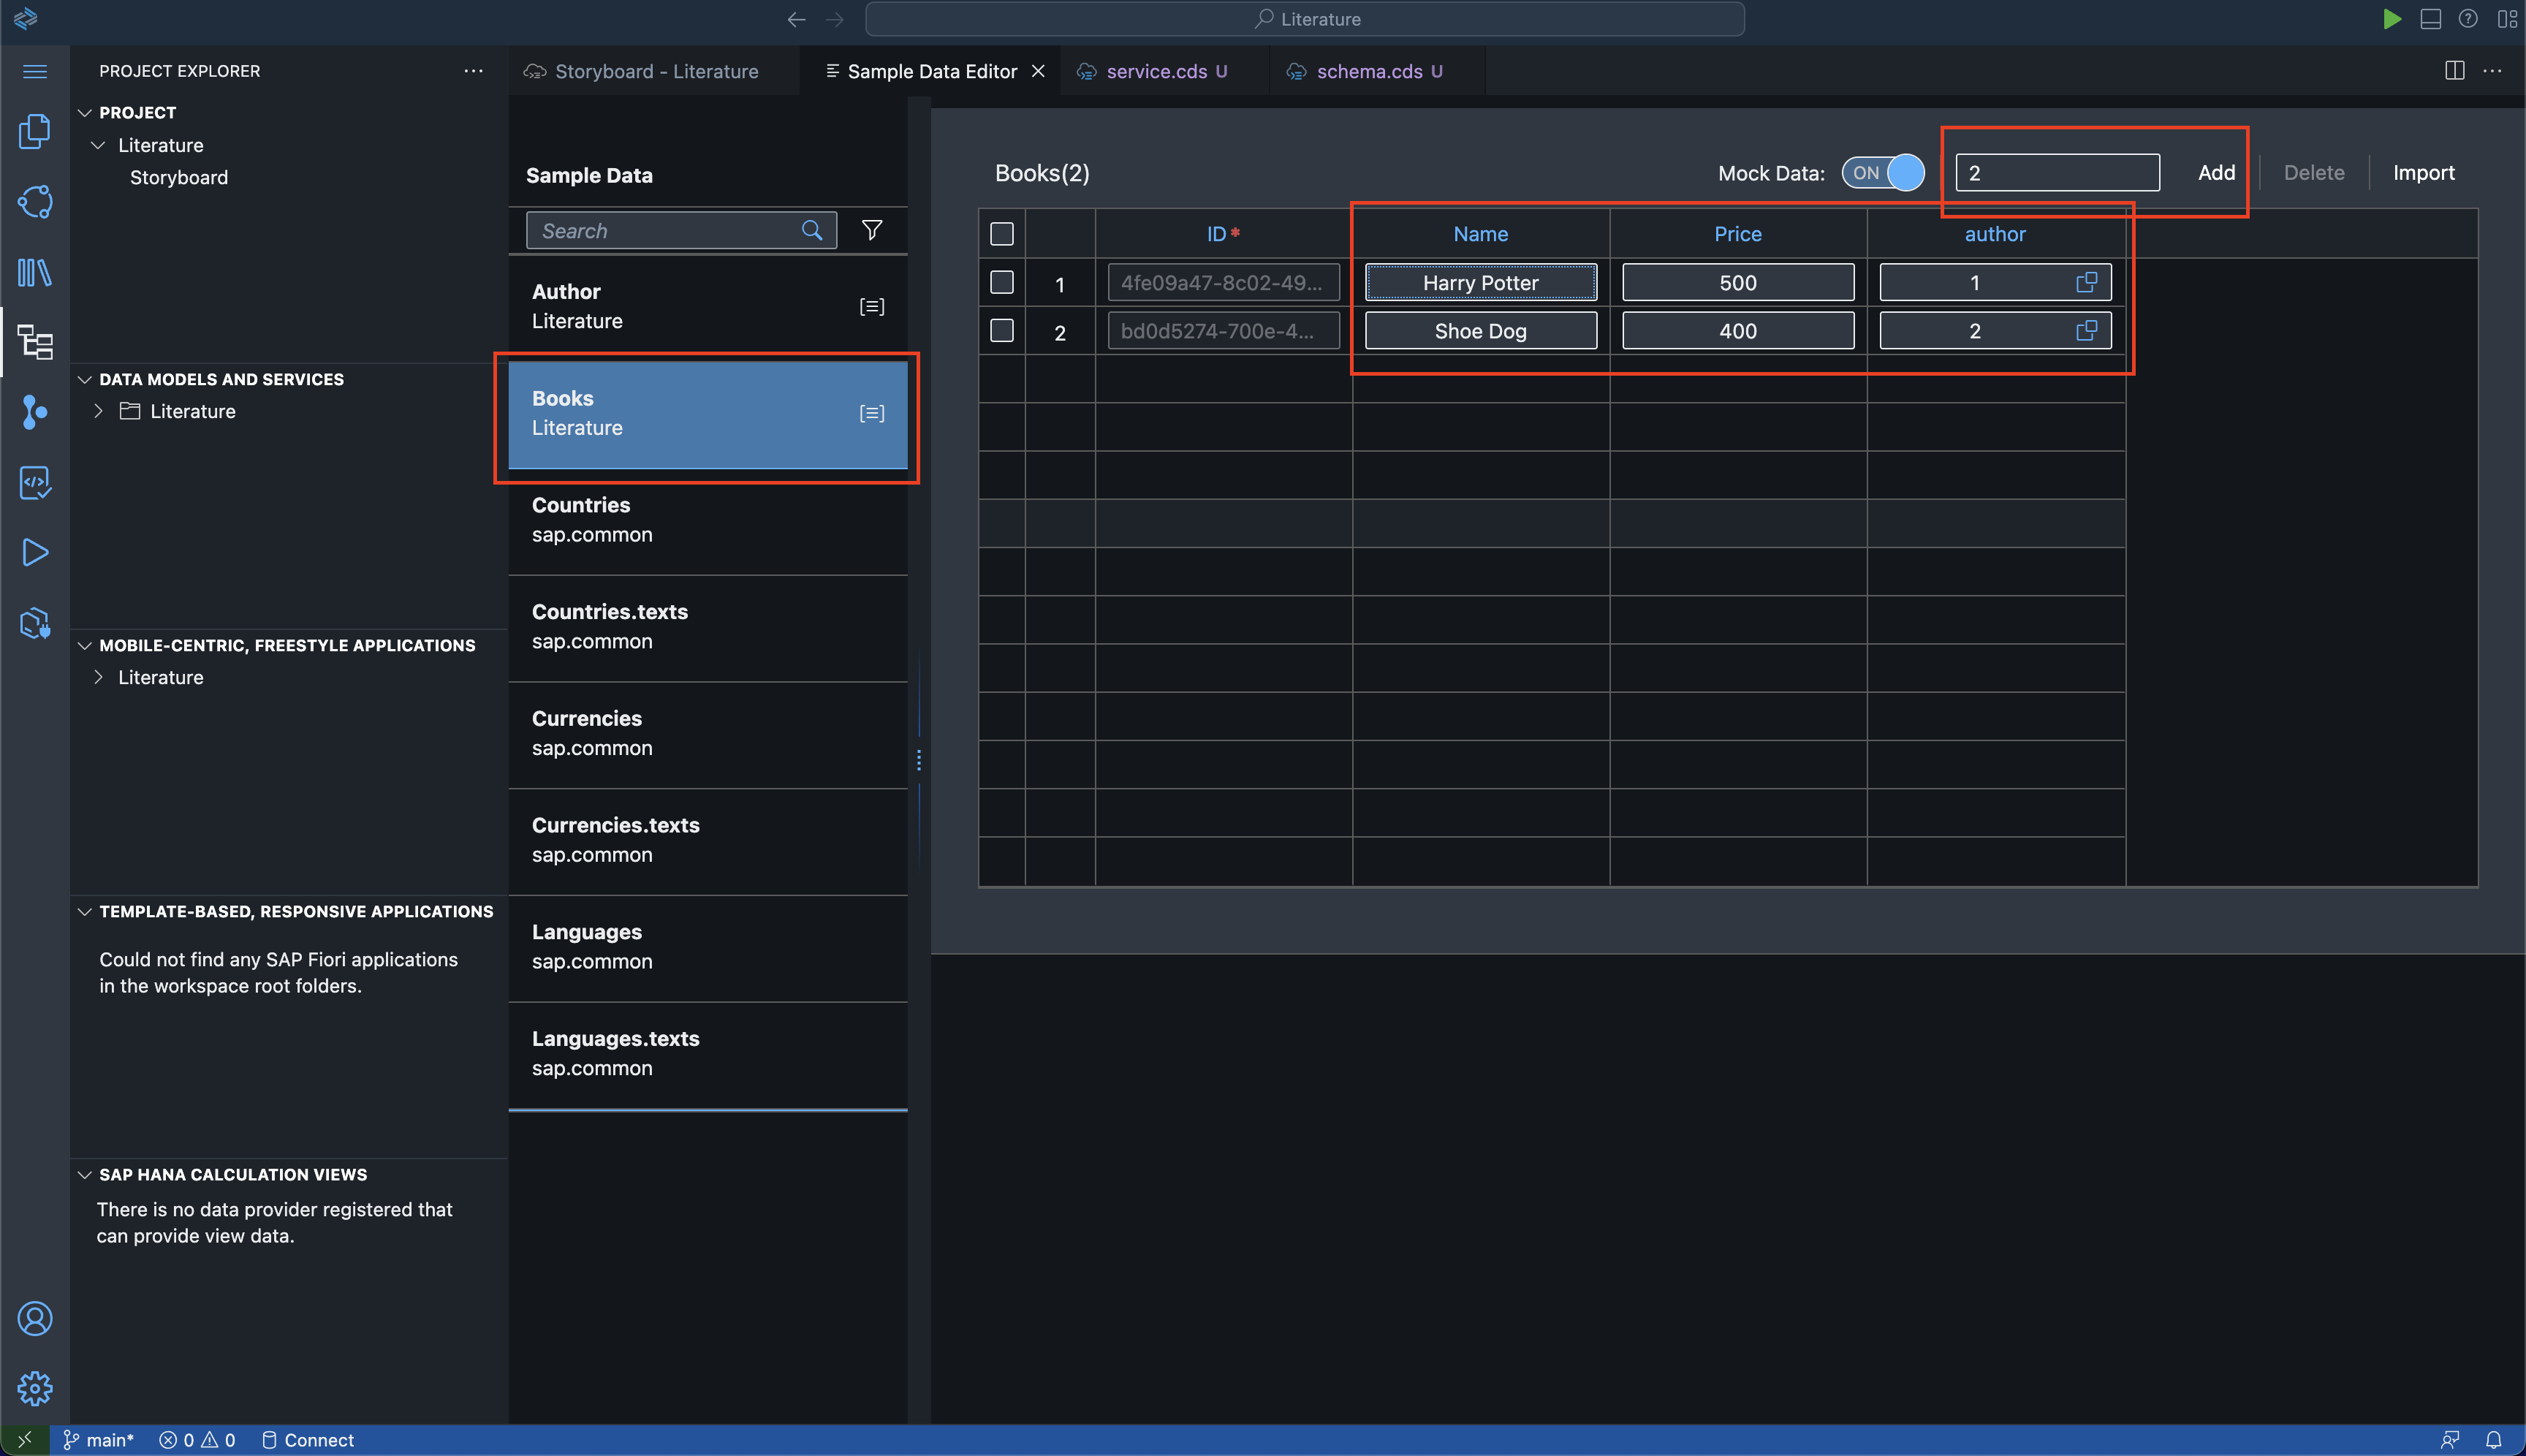 Literature
PROJECT EXPLORER
PROJECT
Literature
Storyboard
DATA MODELS AND SERVICES
Literature
MOBILE-CENTRIC, FREESTYLE APPLICATIONS
Literature
TEMPLATE-BASED, RESPONSIVE APPLICATIONS
Could not find any SAP Fiori applications
in the workspace root folders.
SAP HANA CALCULATION VIEWS
There is no data provider registered that
can provide view data.
Storyboard - Literature
Sample Data Editor
service.cds U
schema.cds U
Sample Data
Search
Author
Literature
Books
Literature
Countries
sap.common
Countries.texts
sap.common
Currencies
sap.common
Currencies.texts
sap.common
Languages
sap.common
Languages.texts
sap.common
Books(2)
Mock Data: ON 2 Add Delete Import
ID* Name Price author
1 4fe09a47-8c02-49... Harry Potter 500 1
2 bd0d5274-700e-4... Shoe Dog 400 2
main* 0 0 Connect